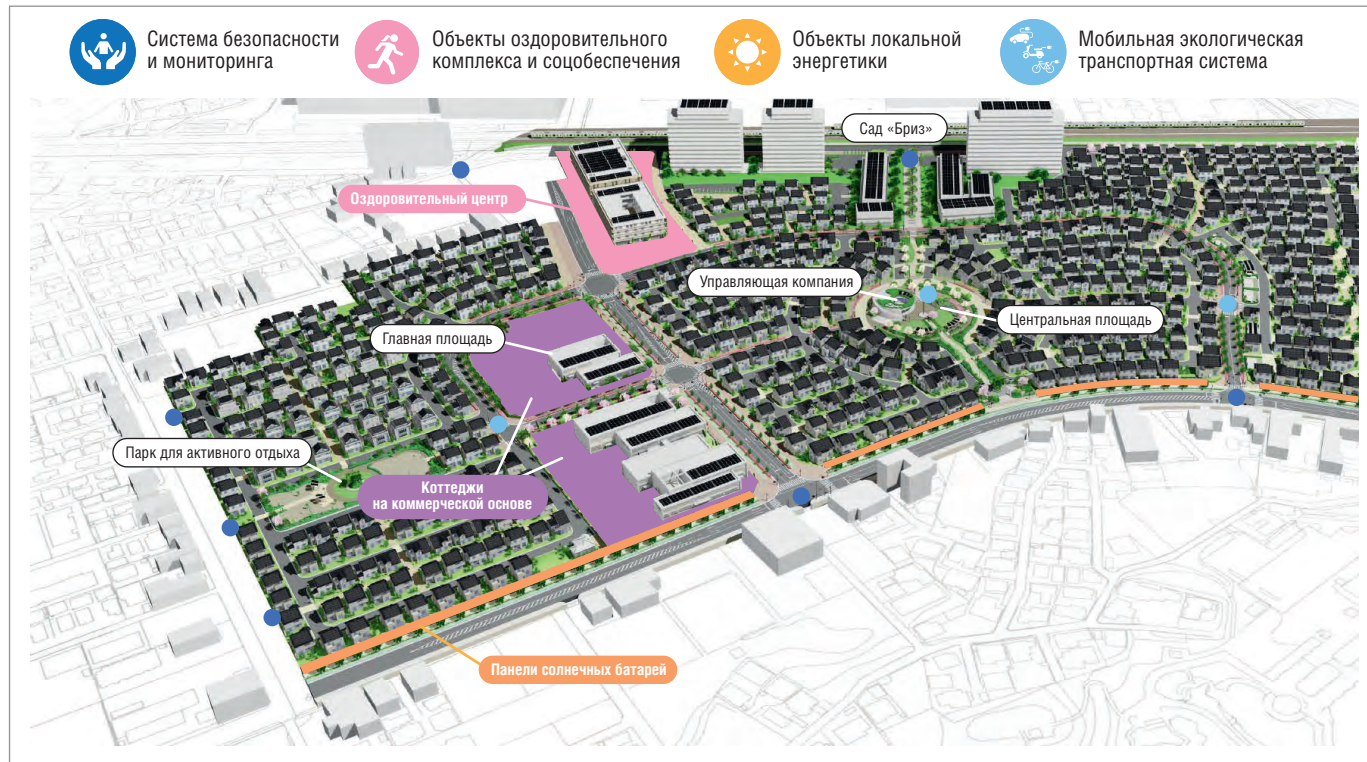 Система безопасности
и мониторинга
Объекты оздоровительного
комплекса и соцобеспечения
Объекты локальной
энергетики
Мобильная экологическая
транспортная система
Сад «Бриз»
Оздоровительный центр
Управляющая компания
Центральная площадь
Главная площадь
Парк для активного отдыха
Коттеджи
на коммерческой основе
Панели солнечных батарей